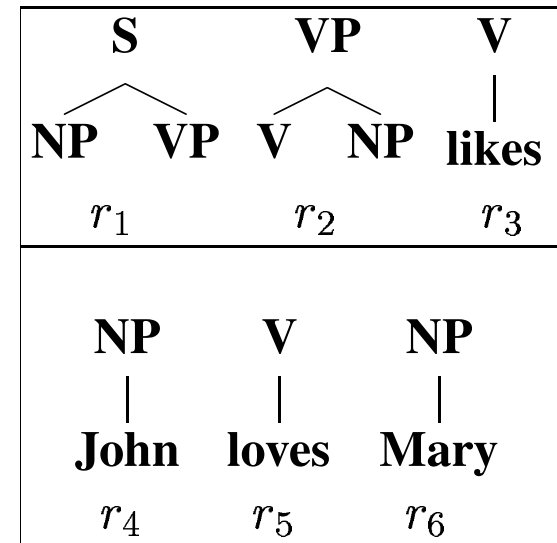 S VP V
NP VP V NP likes
r1 r2 r3
NP V NP
John loves Mary
r4 r5 r6